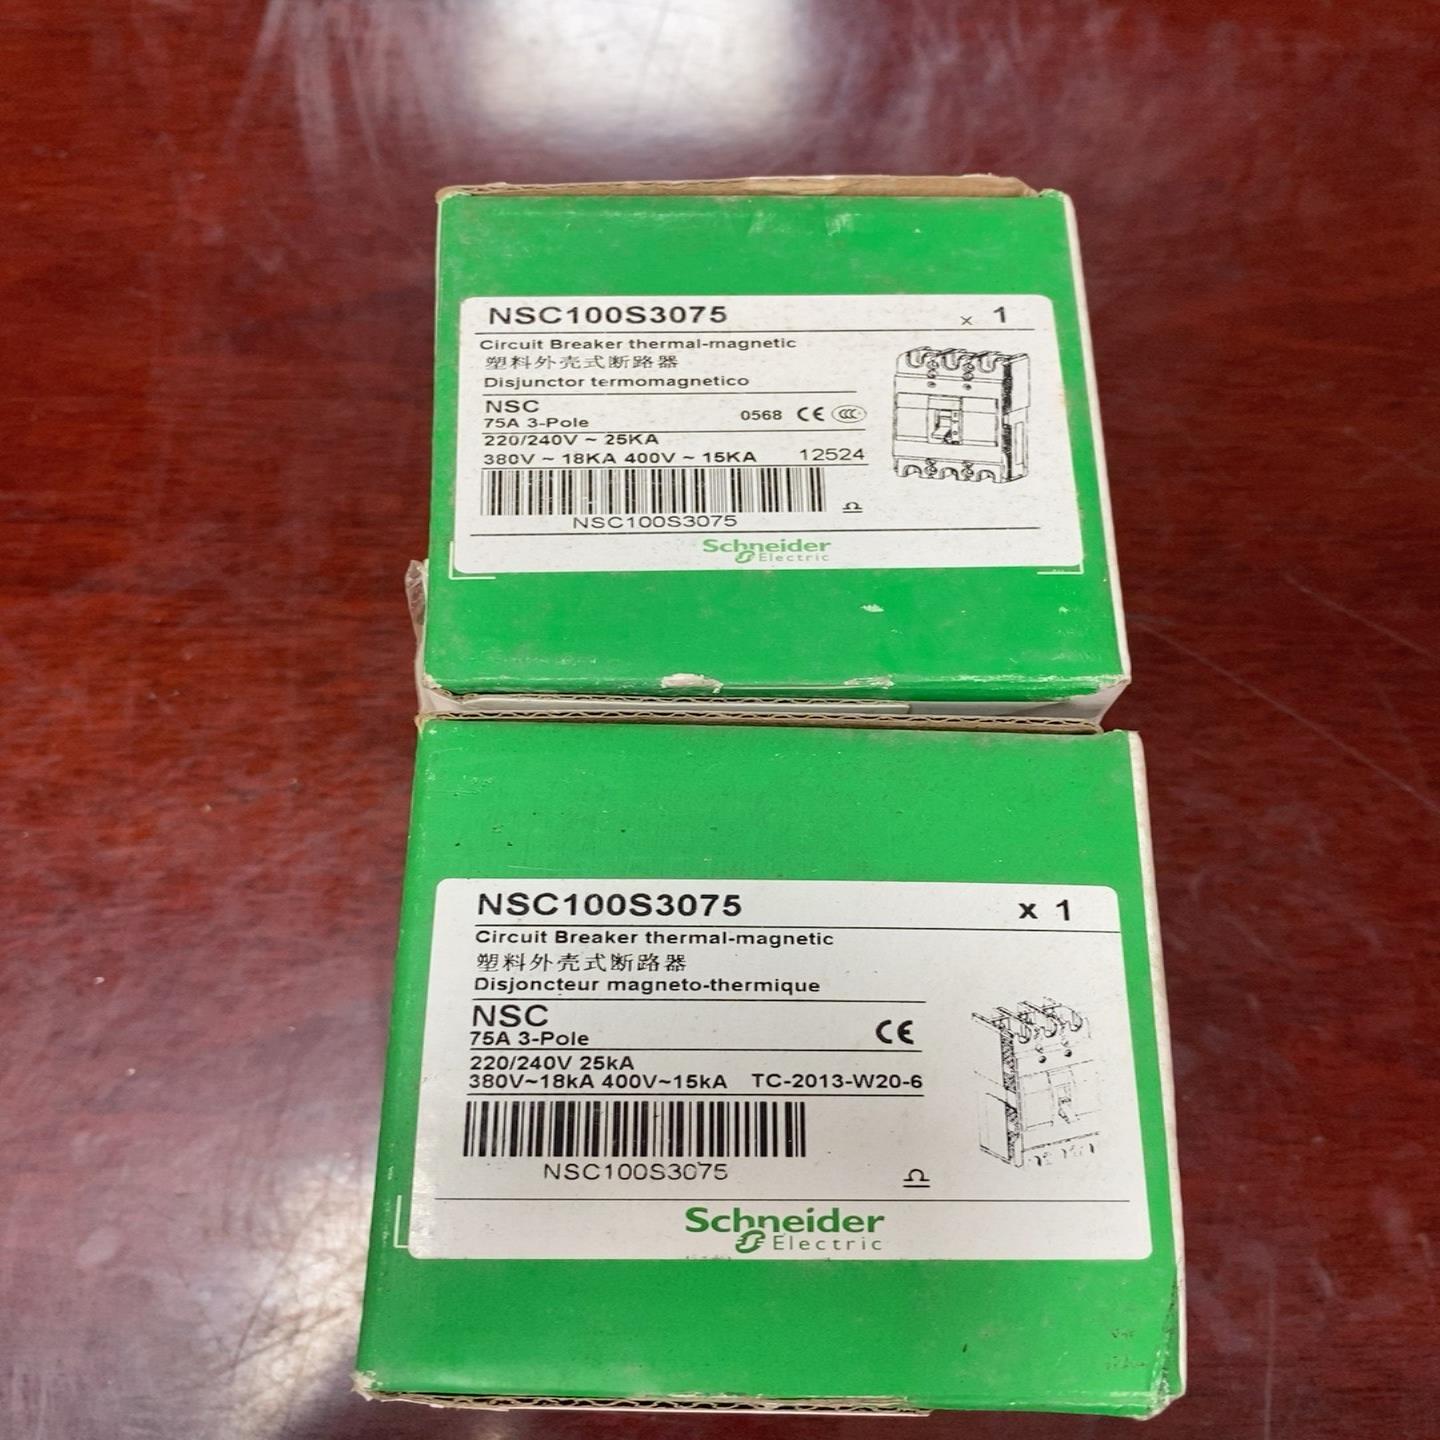 NSC100S3075 x 1
Circuit Breaker thermal-magnetic
塑料外壳式断路器
Disjunctor termomagnetico
NSC
75A 3-Pole 0568 CE CCC
220/240V ~ 25KA
380V ~ 18KA 400V ~ 15KA 12524
NSC100S3075
Schneider
Electric
NSC100S3075 x 1
Circuit Breaker thermal-magnetic
塑料外壳式断路器
Disjoncteur magneto-thermique
NSC
75A 3-Pole CE
220/240V 25kA
380V~18kA 400V~15kA TC-2013-W20-6
NSC100S3075
Schneider
Electric